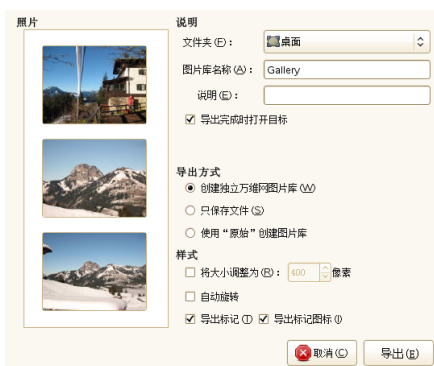 照片
说明
文件夹(F)： 桌面
图片库名称(A)： Gallery
说明(E)：
导出完成时打开目标
导出方式
创建独立万维网图片库(W)
只保存文件(S)
使用“原始”创建图片库
样式
将大小调整为(R)： 400 像素
自动旋转
导出标记(T) 导出标记图标(I)
取消(C) 导出(E)